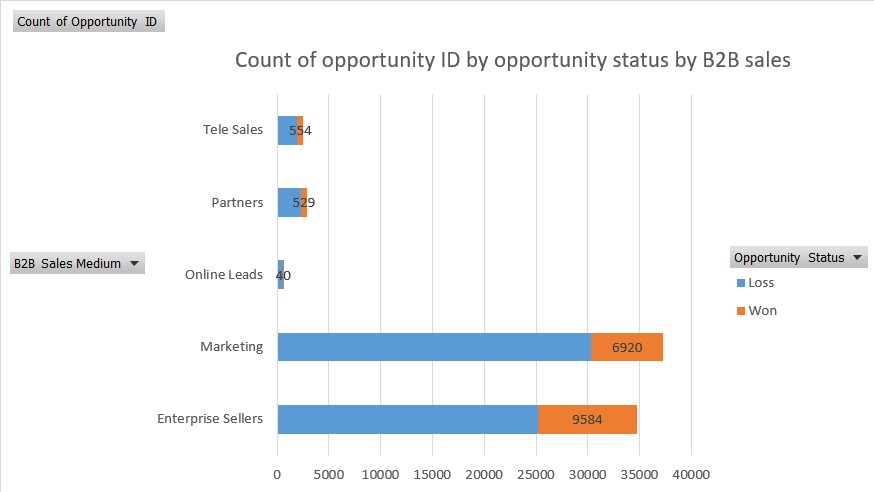 Count of Opportunity ID
Count of opportunity ID by opportunity status by B2B sales
Tele Sales
554
Partners
529
B2B Sales Medium
Online Leads
40
Opportunity Status
Loss
Won
Marketing
6920
Enterprise Sellers
9584
0 5000 10000 15000 20000 25000 30000 35000 40000